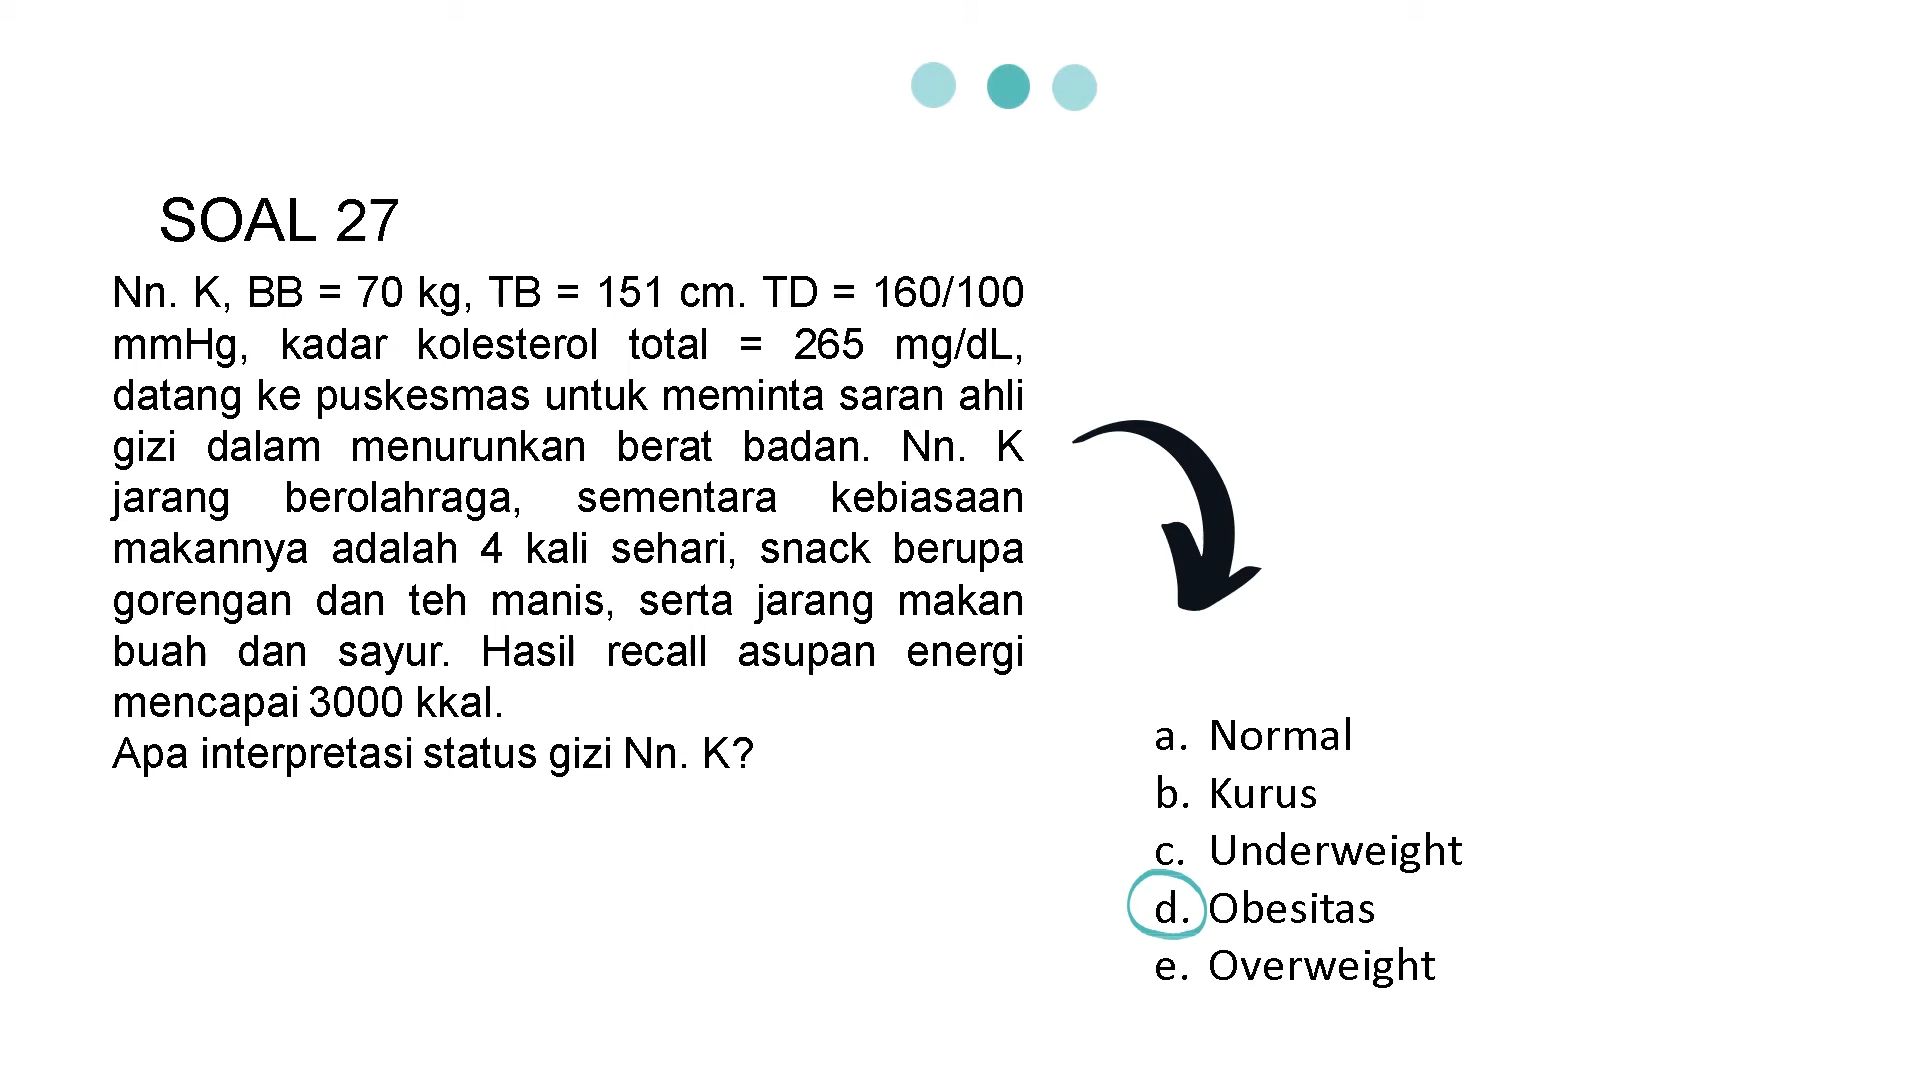 SOAL 27
Nn. K, BB = 70 kg, TB = 151 cm. TD = 160/100
mmHg, kadar kolesterol total = 265 mg/dL,
datang ke puskesmas untuk meminta saran ahli
gizi dalam menurunkan berat badan. Nn. K
jarang berolahraga, sementara kebiasaan
makannya adalah 4 kali sehari, snack berupa
gorengan dan teh manis, serta jarang makan
buah dan sayur. Hasil recall asupan energi
mencapai 3000 kkal.
Apa interpretasi status gizi Nn. K?
a. Normal
b. Kurus
c. Underweight
d. Obesitas
e. Overweight